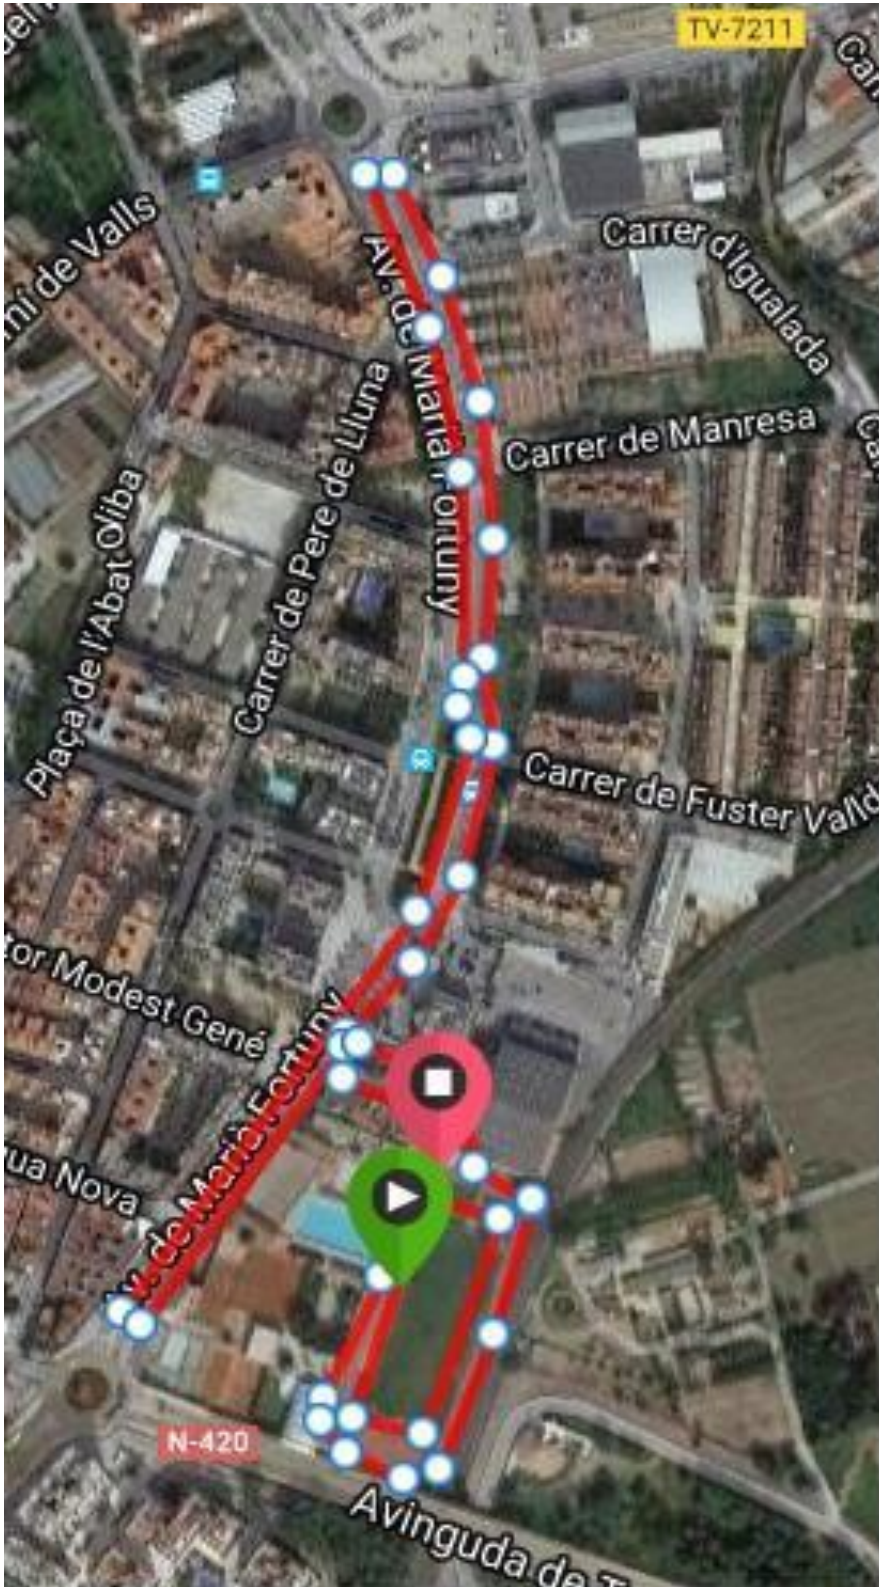 TV-7211
Carrer d'Igualada
de Valls
Av. de Marià Fortuny
Carrer de Manresa
Carrer de Pere de Lluna
Plaça de l'Abat Oliba
Carrer de Fuster Valld
tor Modest Gené
Av. de Marià Fortuny
ua Nova
N-420
Avinguda de T